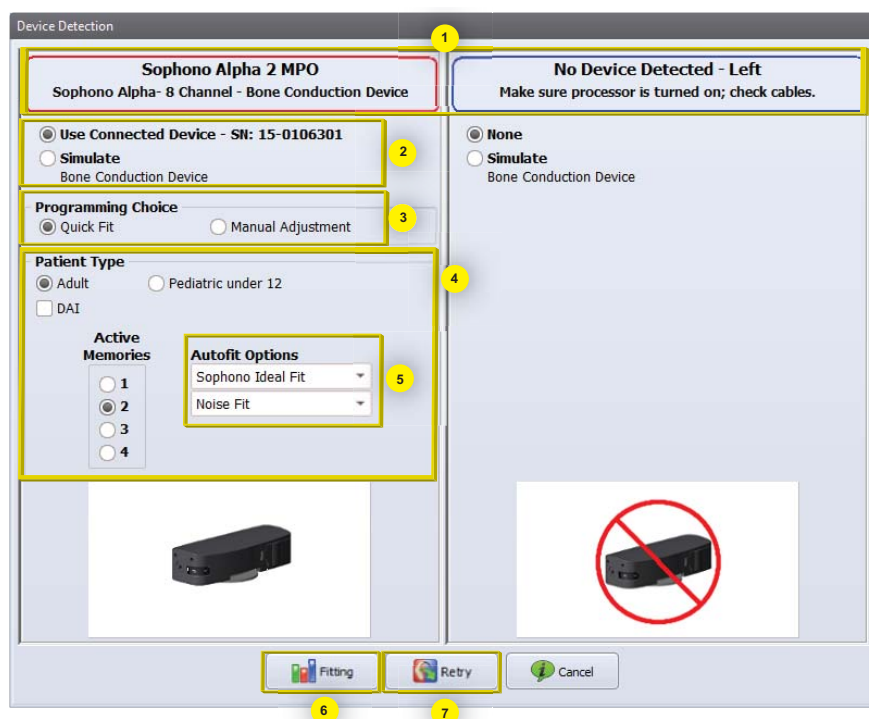 Device Detection
1
Sophono Alpha 2 MPO
Sophono Alpha- 8 Channel - Bone Conduction Device
No Device Detected - Left
Make sure processor is turned on; check cables.
Use Connected Device - SN: 15-0106301
Simulate
Bone Conduction Device
2
None
Simulate
Bone Conduction Device
Programming Choice
Quick Fit
Manual Adjustment
3
Patient Type
Adult
Pediatric under 12
4
DAI
Active
Memories
1
2
3
4
Autofit Options
Sophono Ideal Fit
Noise Fit
5
Fitting
Retry
Cancel
6
7